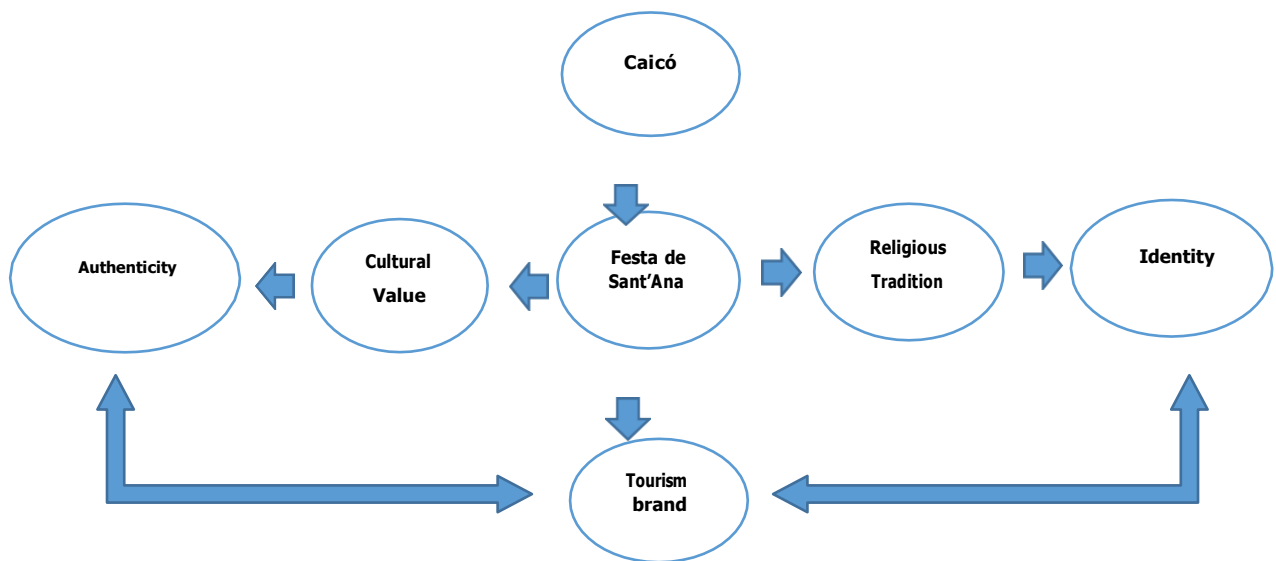 Caicó
Authenticity
Cultural
Value
Festa de
Sant’Ana
Religious
Tradition
Identity
Tourism
brand